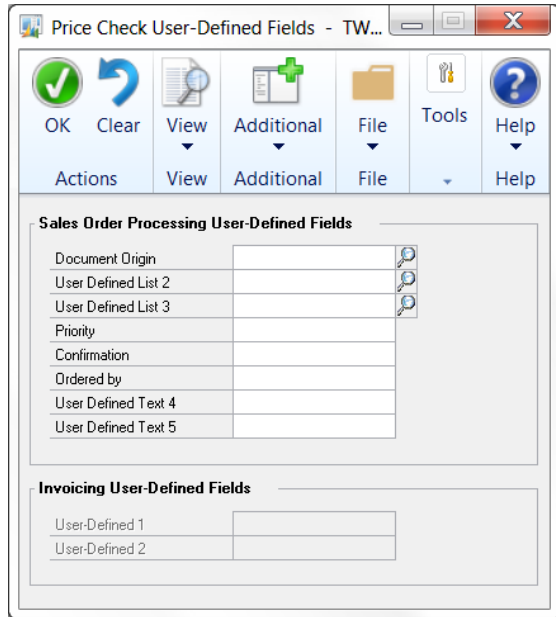 Price Check User-Defined Fields - TW...
OK Clear View Additional File Tools Help
Actions View Additional File Help
Sales Order Processing User-Defined Fields
Document Origin
User Defined List 2
User Defined List 3
Priority
Confirmation
Ordered by
User Defined Text 4
User Defined Text 5
Invoicing User-Defined Fields
User-Defined 1
User-Defined 2